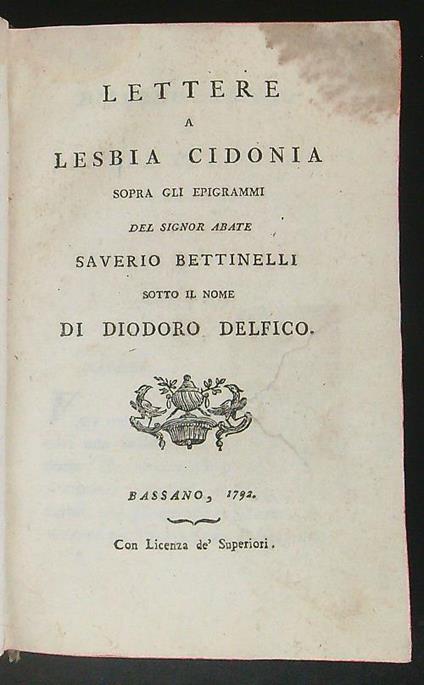 LETTERE
A
LESBIA CIDONIA
SOPRA GLI EPIGRAMMI
DEL SIGNOR ABATE
SAVERIO BETTINELLI
SOTTO IL NOME
DI DIODORO DELFICO.
BASSANO, 1792.
Con Licenza de' Superiori.